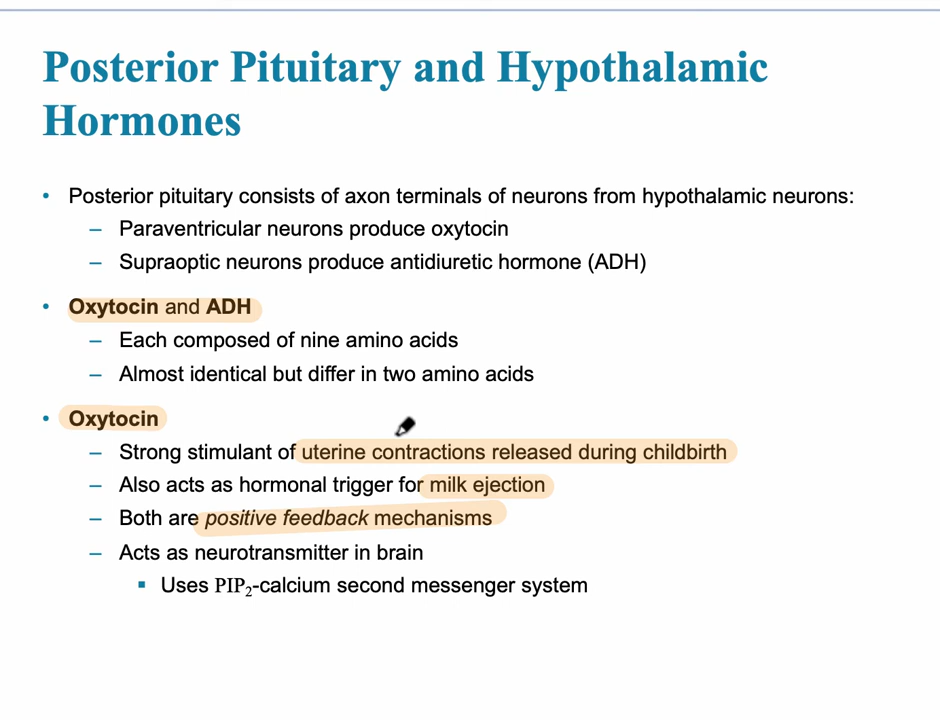 Posterior Pituitary and Hypothalamic
Hormones
• Posterior pituitary consists of axon terminals of neurons from hypothalamic neurons:
– Paraventricular neurons produce oxytocin
– Supraoptic neurons produce antidiuretic hormone (ADH)
• Oxytocin and ADH
– Each composed of nine amino acids
– Almost identical but differ in two amino acids
• Oxytocin
– Strong stimulant of uterine contractions released during childbirth
– Also acts as hormonal trigger for milk ejection
– Both are positive feedback mechanisms
– Acts as neurotransmitter in brain
▪ Uses PIP₂-calcium second messenger system